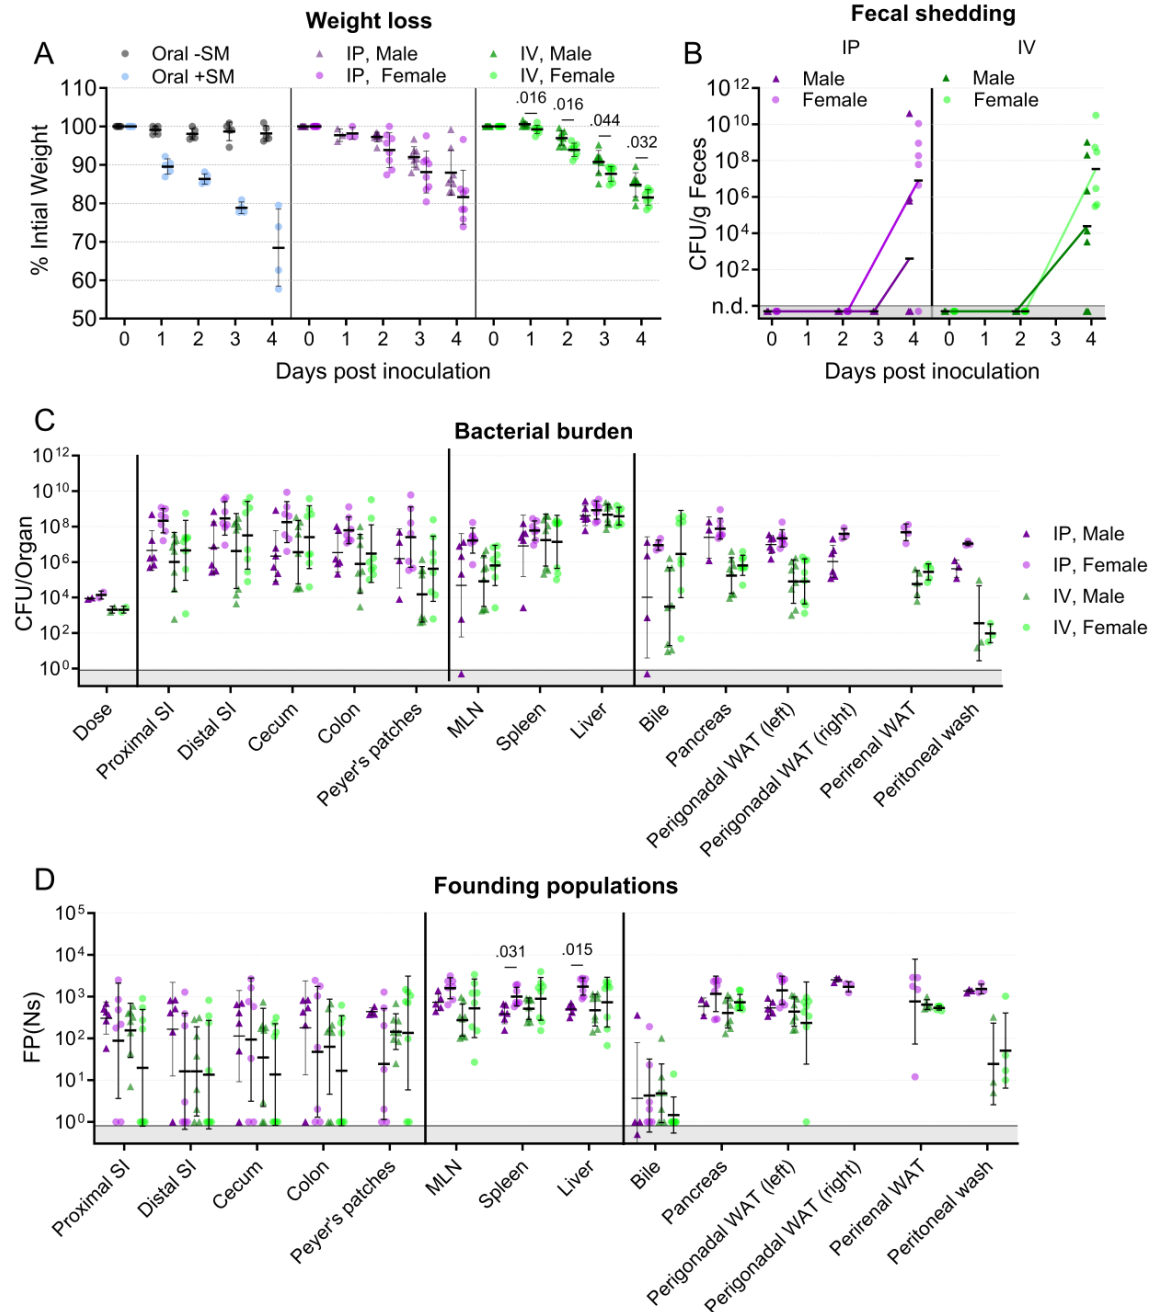 Weight loss
Fecal shedding
A
Oral -SM
Oral +SM
IP, Male
IP, Female
IV, Male
IV, Female
110
100
90
80
70
60
50
% Intial Weight
.016
.016
.044
.032
0 1 2 3 4 0 1 2 3 4 0 1 2 3 4
Days post inoculation
B
IP
IV
Male
Female
Male
Female
10^12
10^10
10^8
10^6
10^4
10^2
n.d.
CFU/g Feces
0 1 2 3 4 0 1 2 3 4
Days post inoculation
C
Bacterial burden
10^12
10^10
10^8
10^6
10^4
10^2
10^0
CFU/Organ
IP, Male
IP, Female
IV, Male
IV, Female
Dose
Proximal SI
Distal SI
Cecum
Colon
Peyer's patches
MLN
Spleen
Liver
Bile
Pancreas
Perigonadal WAT (left)
Perigonadal WAT (right)
Perirenal WAT
Peritoneal wash
D
Founding populations
10^5
10^4
10^3
10^2
10^1
10^0
FP(Ns)
.031
.015
Proximal SI
Distal SI
Cecum
Colon
Peyer's patches
MLN
Spleen
Liver
Bile
Pancreas
Perigonadal WAT (left)
Perigonadal WAT (right)
Perirenal WAT
Peritoneal wash